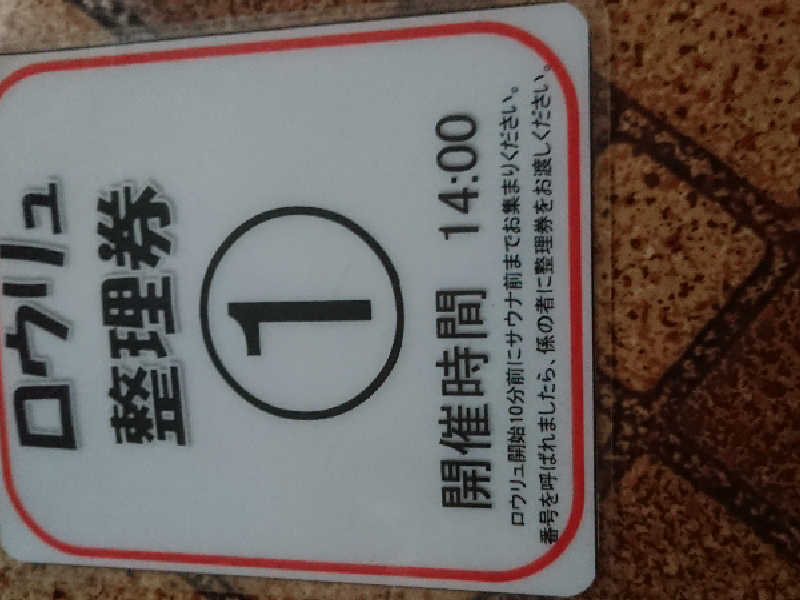 ロウリュ
整理券
1
開催時間 14:00
ロウリュ開始10分前にサウナ前までお集まりください。
番号を呼ばれましたら、係の者に整理券をお渡しください。